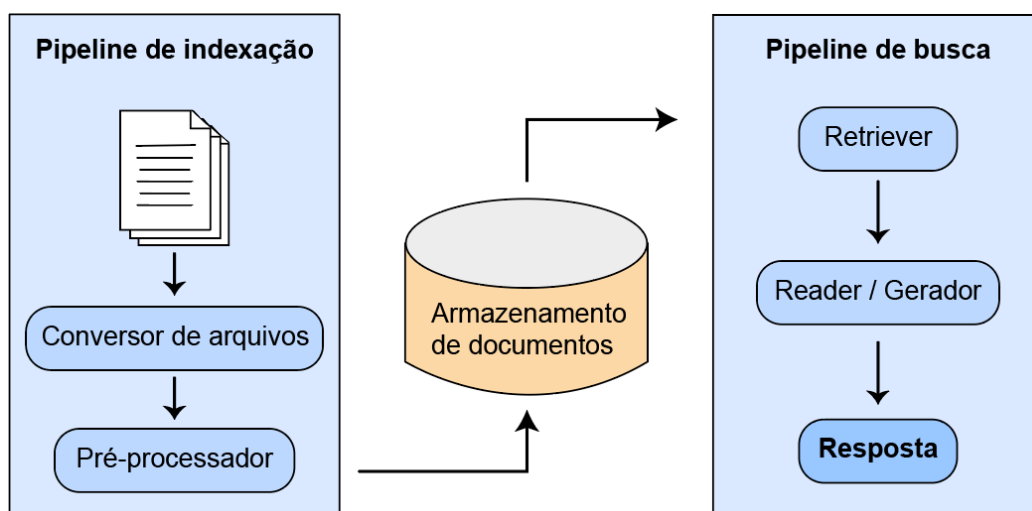 Pipeline de indexação
Conversor de arquivos
Pré-processador
Armazenamento
de documentos
Pipeline de busca
Retriever
Reader / Gerador
Resposta